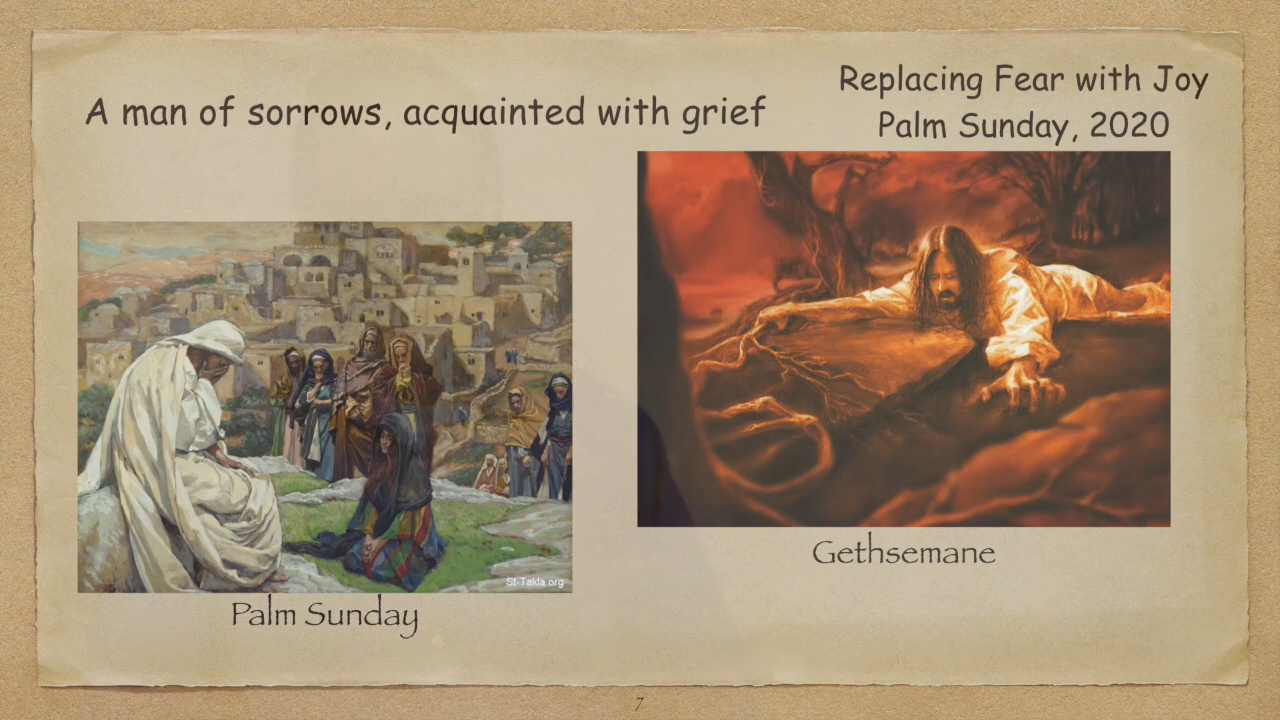 A man of sorrows, acquainted with grief
Replacing Fear with Joy
Palm Sunday, 2020
St-Takla.org
Palm Sunday
Gethsemane
7